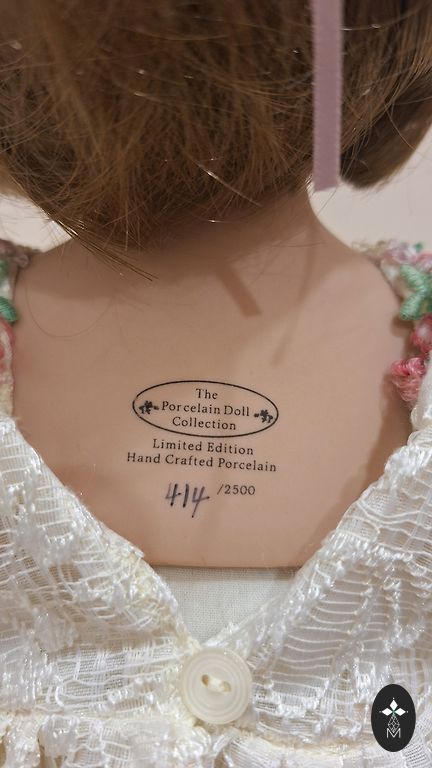 The
Porcelain Doll
Collection
Limited Edition
Hand Crafted Porcelain
414 /2500
M